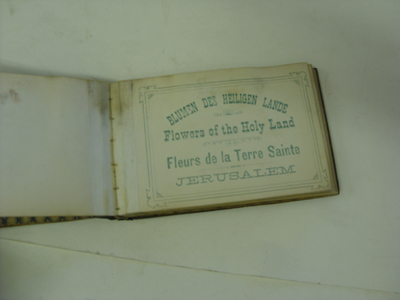 BLUMEN DES HEILIGEN LANDE
Flowers of the Holy Land
Fleurs de la Terre Sainte
JERUSALEM